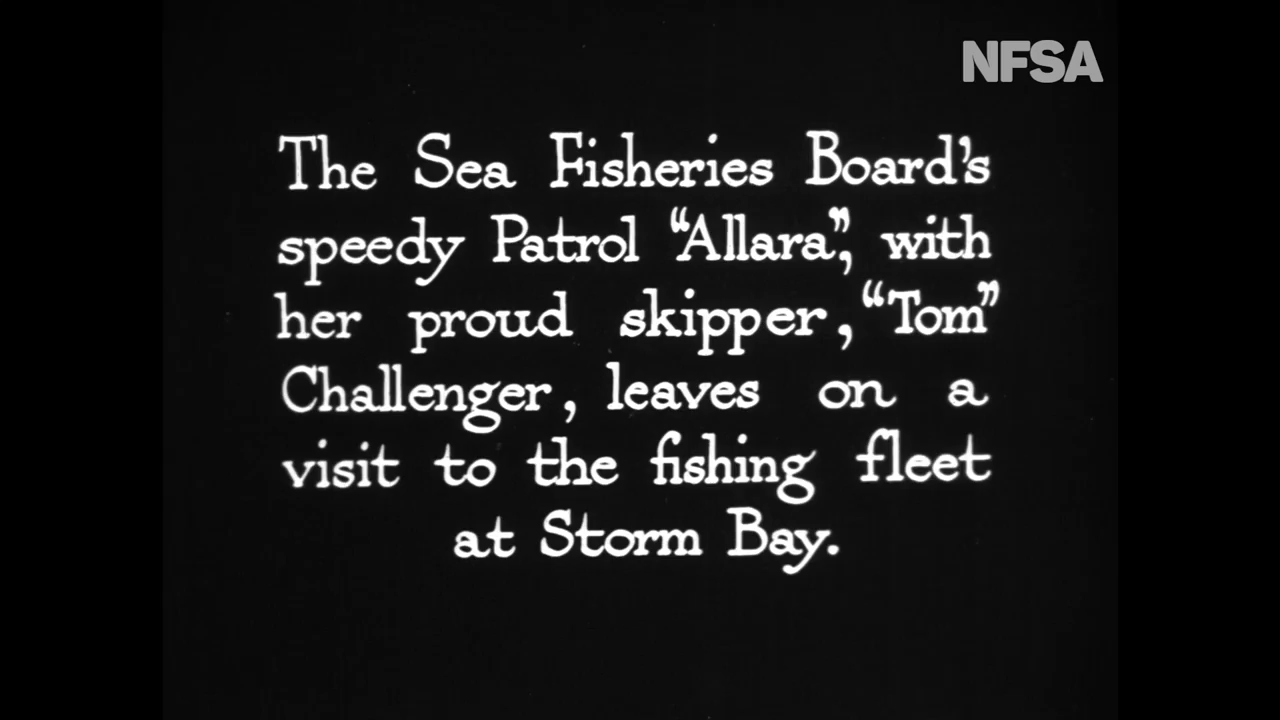 NFSA
The Sea Fisheries Board's
speedy Patrol “Allara”, with
her proud skipper, “Tom”
Challenger, leaves on a
visit to the fishing fleet
at Storm Bay.